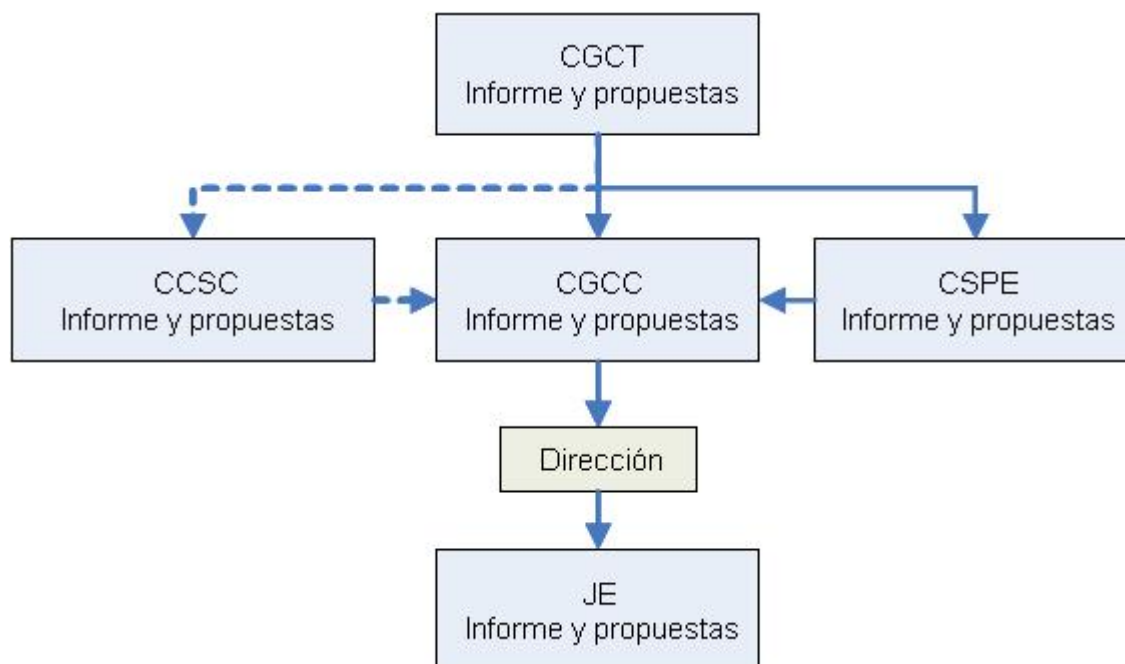 CGCT
Informe y propuestas
CCSC
Informe y propuestas
CGCC
Informe y propuestas
CSPE
Informe y propuestas
Dirección
JE
Informe y propuestas